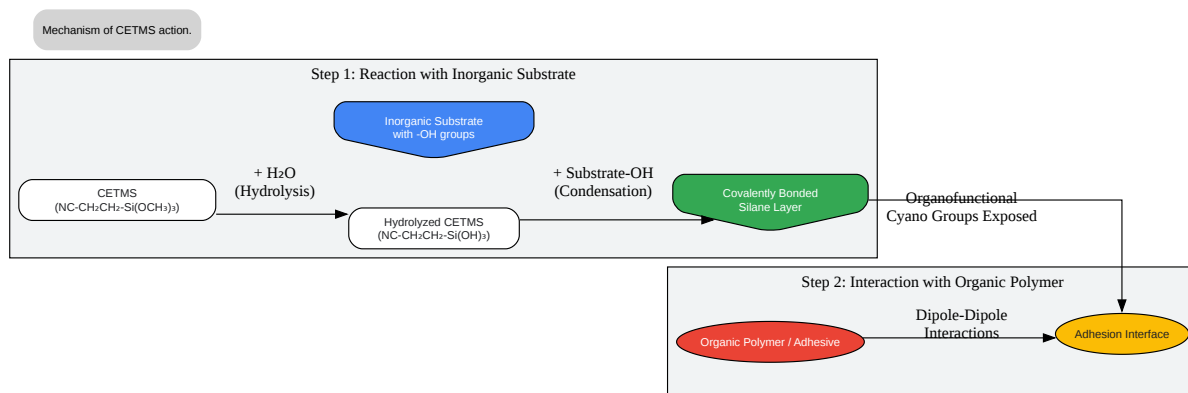 Mechanism of CETMS action.
Step 1: Reaction with Inorganic Substrate
Inorganic Substrate
with -OH groups
+ H₂O
(Hydrolysis)
+ Substrate-OH
(Condensation)
CETMS
(NC-CH₂CH₂-Si(OCH₃)₃)
Hydrolyzed CETMS
(NC-CH₂CH₂-Si(OH)₃)
Covalently Bonded
Silane Layer
Organofunctional
Cyano Groups Exposed
Step 2: Interaction with Organic Polymer
Organic Polymer / Adhesive
Dipole-Dipole
Interactions
Adhesion Interface